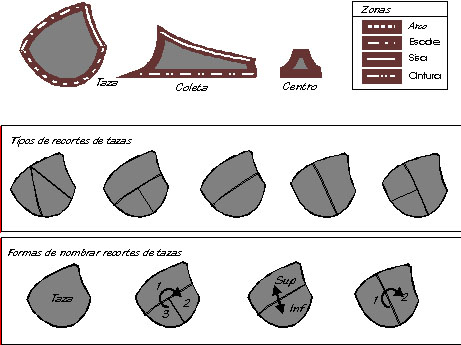 Zonas
Arco
Escote
Sisa
Cintura
Taza
Coleta
Centro
Tipos de recortes de tazas
Formas de nombrar recortes de tazas
Taza
1
2
3
Sup
Inf
1
2